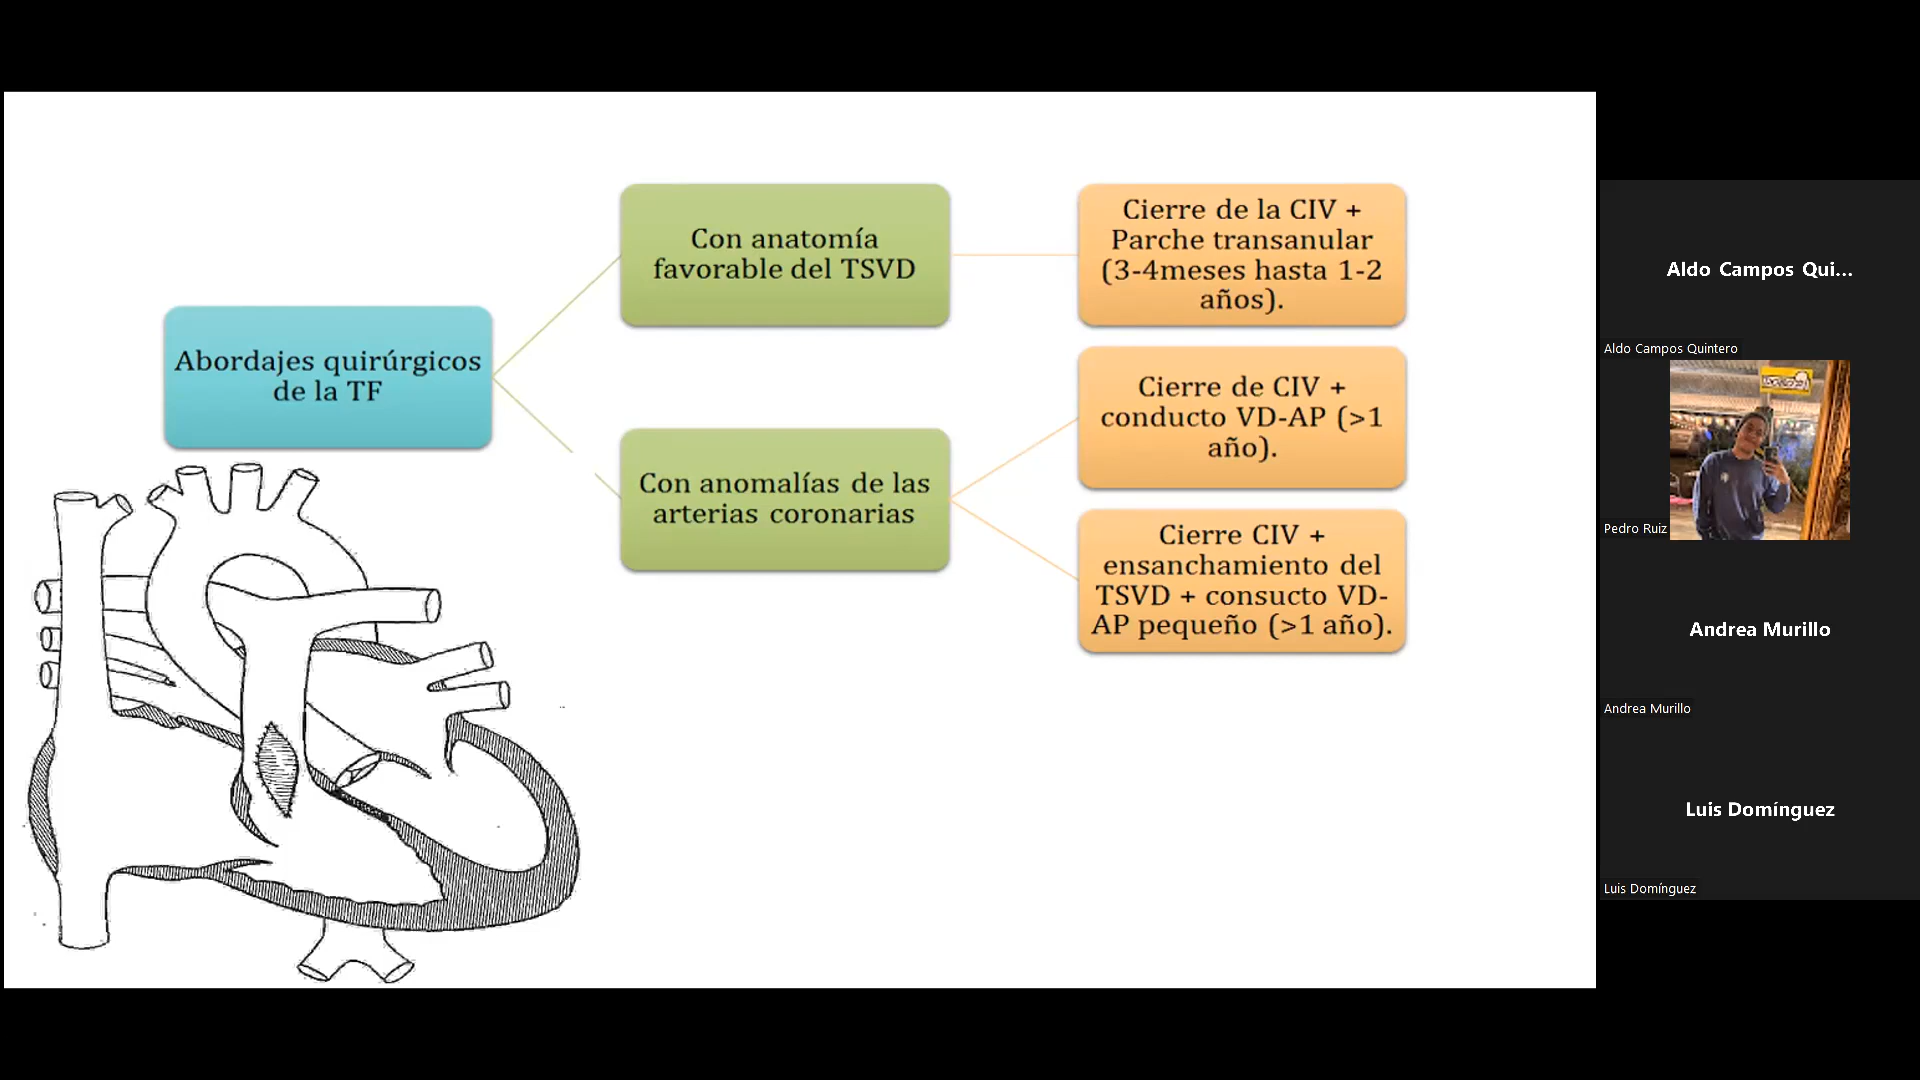 Abordajes quirúrgicos
de la TF
Con anatomía
favorable del TSVD
Cierre de la CIV +
Parche transanular
(3-4meses hasta 1-2
años).
Con anomalías de las
arterias coronarias
Cierre de CIV +
conducto VD-AP (>1
año).
Cierre CIV +
ensanchamiento del
TSVD + consucto VD-
AP pequeño (>1 año).
Aldo Campos Qui...
Aldo Campos Quintero
Pedro Ruiz
Andrea Murillo
Andrea Murillo
Luis Domínguez
Luis Domínguez